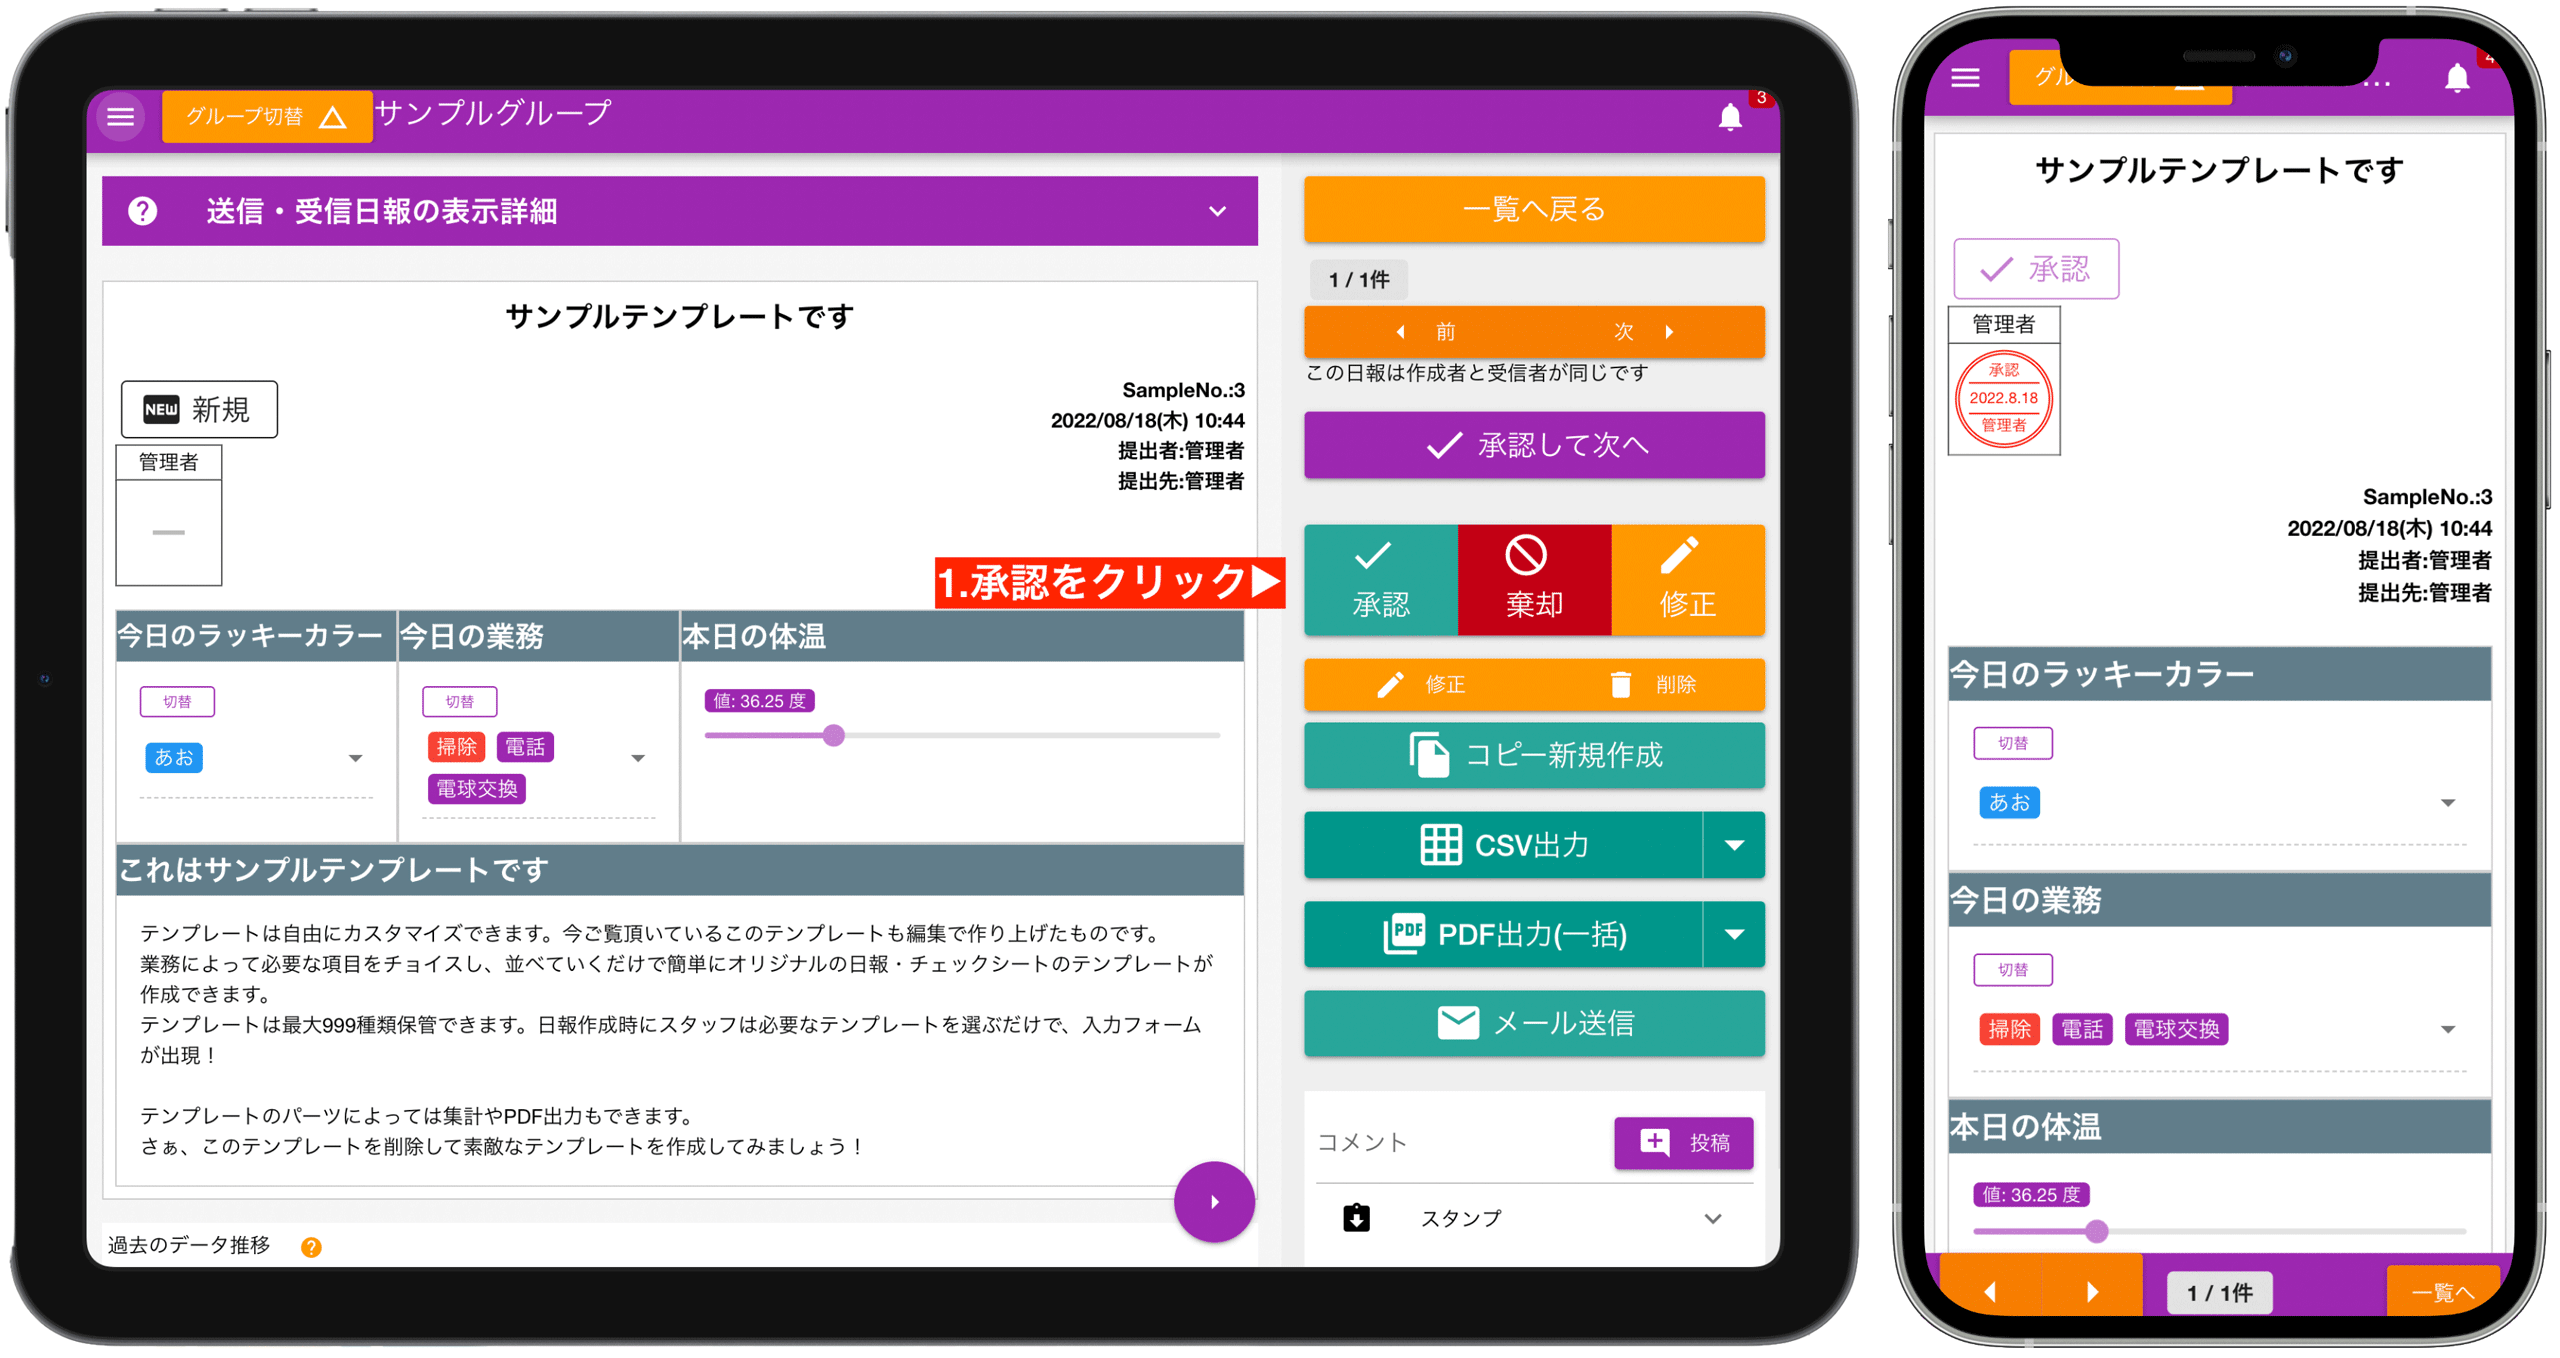 グループ切替
サンプルグループ
3
送信・受信日報の表示詳細
サンプルテンプレートです
NEW 新規
管理者
SampleNo.:3
2022/08/18(木) 10:44
提出者:管理者
提出先:管理者
1.承認をクリック▶
今日のラッキーカラー
今日の業務
本日の体温
切替
あお
切替
掃除 電話
電球交換
値: 36.25 度
これはサンプルテンプレートです
テンプレートは自由にカスタマイズできます。今ご覧頂いているこのテンプレートも編集で作り上げたものです。
業務によって必要な項目をチョイスし、並べていくだけで簡単にオリジナルの日報・チェックシートのテンプレートが
作成できます。
テンプレートは最大999種類保管できます。日報作成時にスタッフは必要なテンプレートを選ぶだけで、入力フォーム
が出現！
テンプレートのパーツによっては集計やPDF出力もできます。
さぁ、このテンプレートを削除して素敵なテンプレートを作成してみましょう！
過去のデータ推移
一覧へ戻る
1 / 1件
前 次
この日報は作成者と受信者が同じです
承認して次へ
承認 棄却 修正
修正 削除
コピー新規作成
CSV出力
PDF PDF出力(一括)
メール送信
コメント
投稿
スタンプ
グル
...
4
サンプルテンプレートです
承認
管理者
承認
2022.8.18
管理者
SampleNo.:3
2022/08/18(木) 10:44
提出者:管理者
提出先:管理者
今日のラッキーカラー
切替
あお
今日の業務
切替
掃除 電話 電球交換
本日の体温
値: 36.25 度
1 / 1件
一覧へ